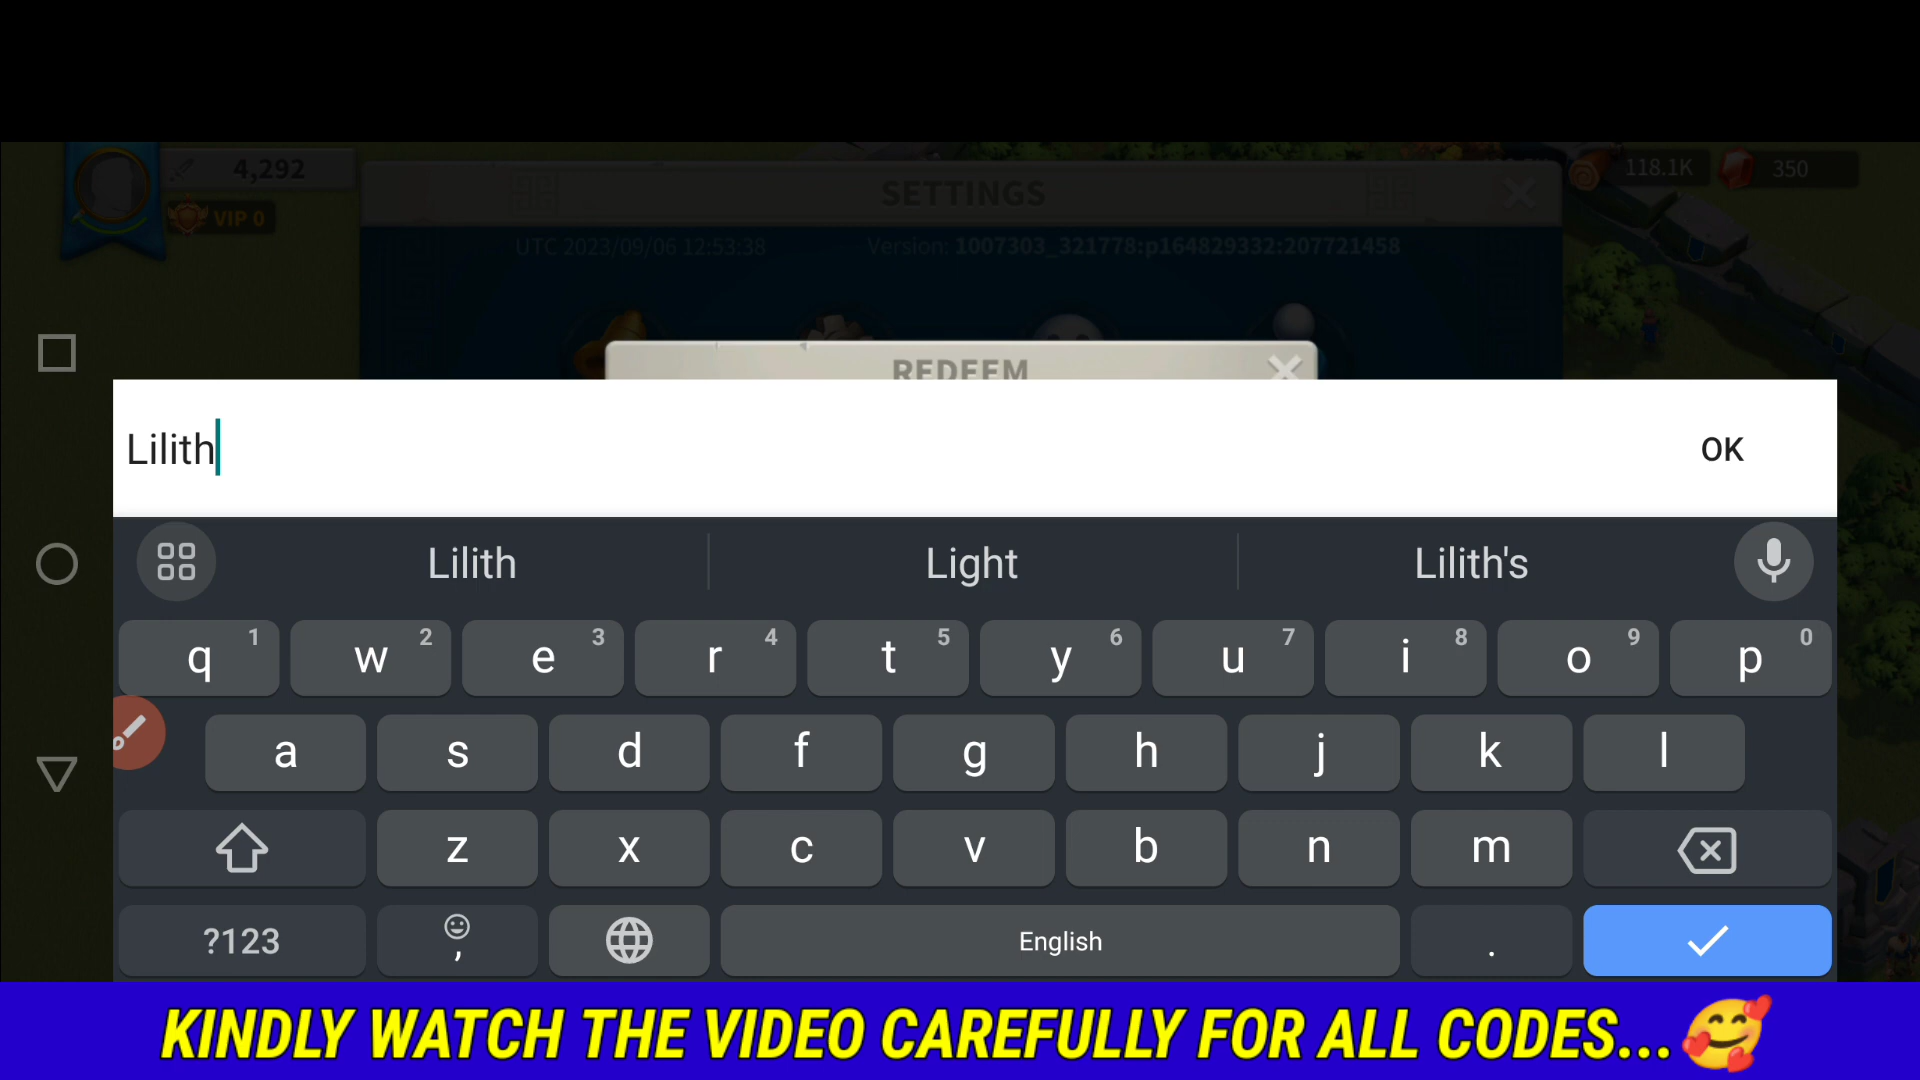 4,292
118.1K
350
SETTINGS
VIP 0
UTC 2023/09/06 12:53:38
Version: 1007303_321778:p164829332:207721458
REDEEM
Lilith
OK
Lilith
Light
Lilith's
q 1 w 2 e 3 r 4 t 5 y 6 u 7 i 8 o 9 p 0
a s d f g h j k l
z x c v b n m
?123 , English .
KINDLY WATCH THE VIDEO CAREFULLY FOR ALL CODES...🥰